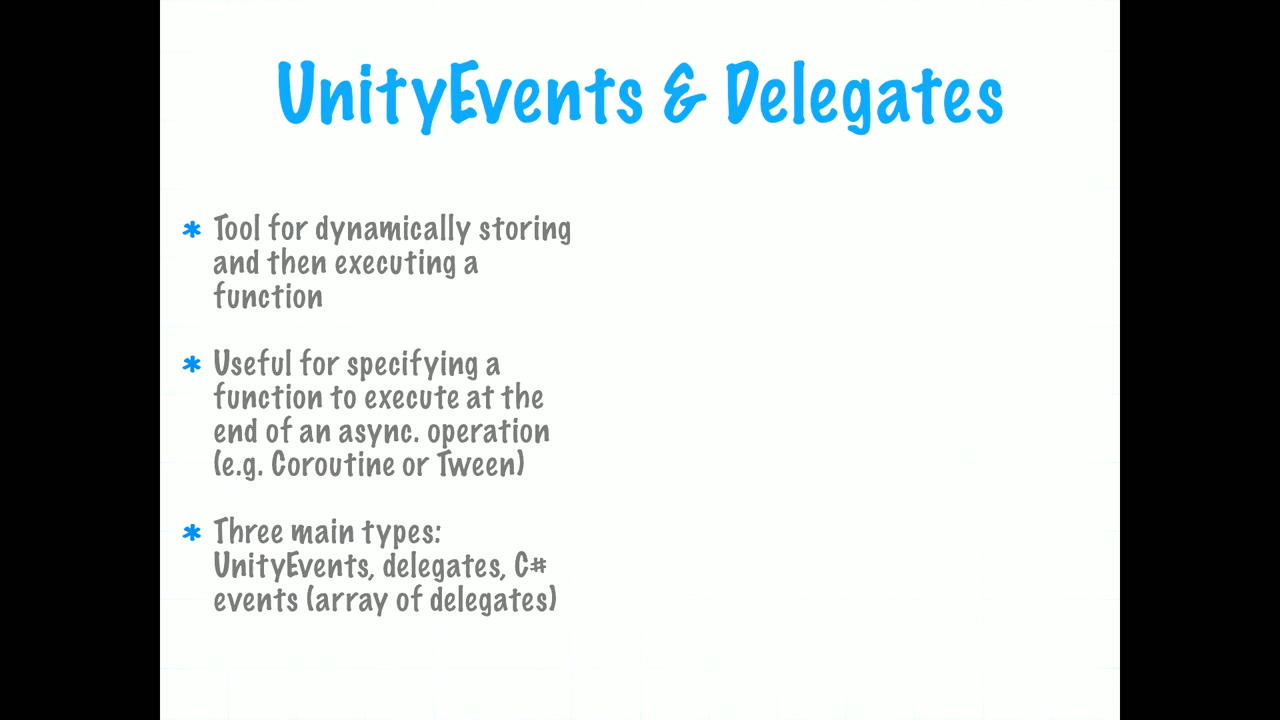 UnityEvents & Delegates
* Tool for dynamically storing
and then executing a
function
* Useful for specifying a
function to execute at the
end of an async. operation
(e.g. Coroutine or Tween)
* Three main types:
UnityEvents, delegates, C#
events (array of delegates)